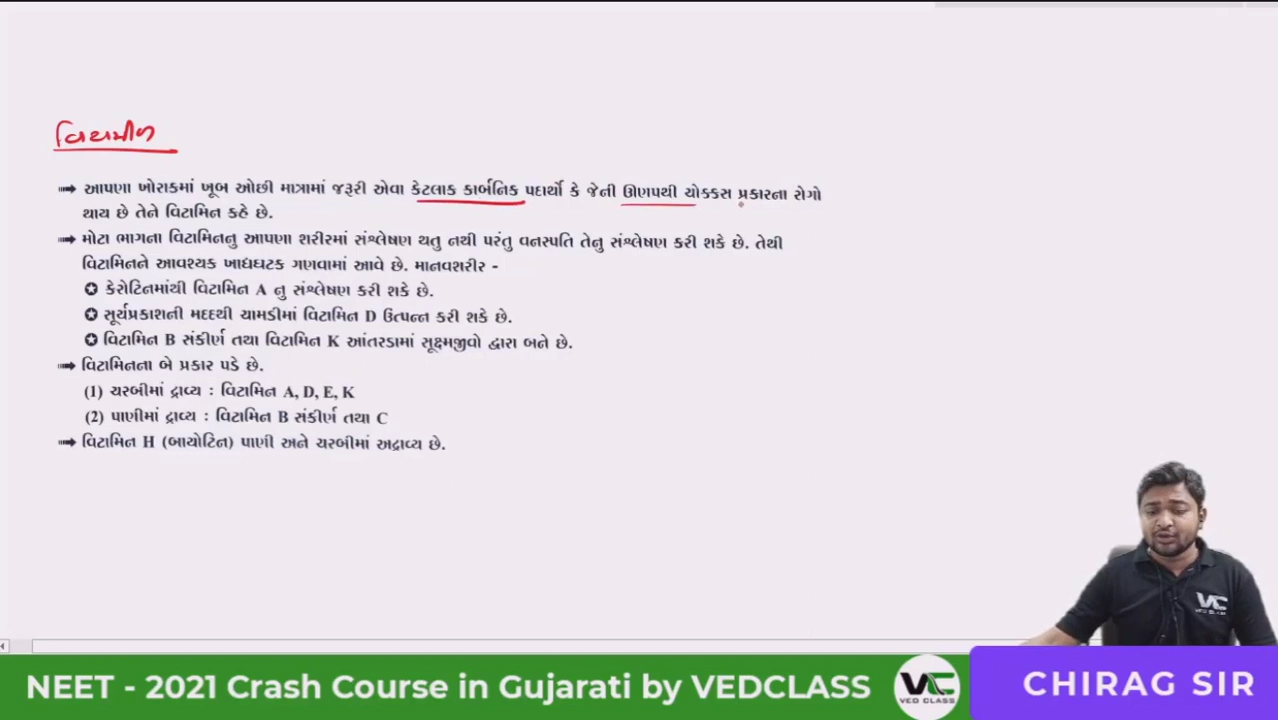 વિટામીન
➟ આપણા ખોરાકમાં ખૂબ ઓછી માત્રામાં જરૂરી એવા કેટલાક કાર્બનિક પદાર્થો કે જેની ઊણપથી ચોક્કસ પ્રકારના રોગો
થાય છે તેને વિટામિન કહે છે.
➟ મોટા ભાગના વિટામિનનુ આપણા શરીરમાં સંશ્લેષણ થતુ નથી પરંતુ વનસ્પતિ તેનુ સંશ્લેષણ કરી શકે છે. તેથી
વિટામિનને આવશ્યક ખાદ્યઘટક ગણવામાં આવે છે. માનવશરીર -
✪ કેરોટિનમાંથી વિટામિન A નુ સંશ્લેષણ કરી શકે છે.
✪ સૂર્યપ્રકાશની મદદથી ચામડીમાં વિટામિન D ઉત્પન્ન કરી શકે છે.
✪ વિટામિન B સંકીર્ણ તથા વિટામિન K આંતરડામાં સૂક્ષ્મજીવો દ્વારા બને છે.
➟ વિટામિનના બે પ્રકાર પડે છે.
(1) ચરબીમાં દ્રાવ્ય : વિટામિન A, D, E, K
(2) પાણીમાં દ્રાવ્ય : વિટામિન B સંકીર્ણ તથા C
➟ વિટામિન H (બાયોટિન) પાણી અને ચરબીમાં અદ્રાવ્ય છે.
VC
VED CLASS
NEET - 2021 Crash Course in Gujarati by VEDCLASS
VC
VED CLASS
CHIRAG SIR